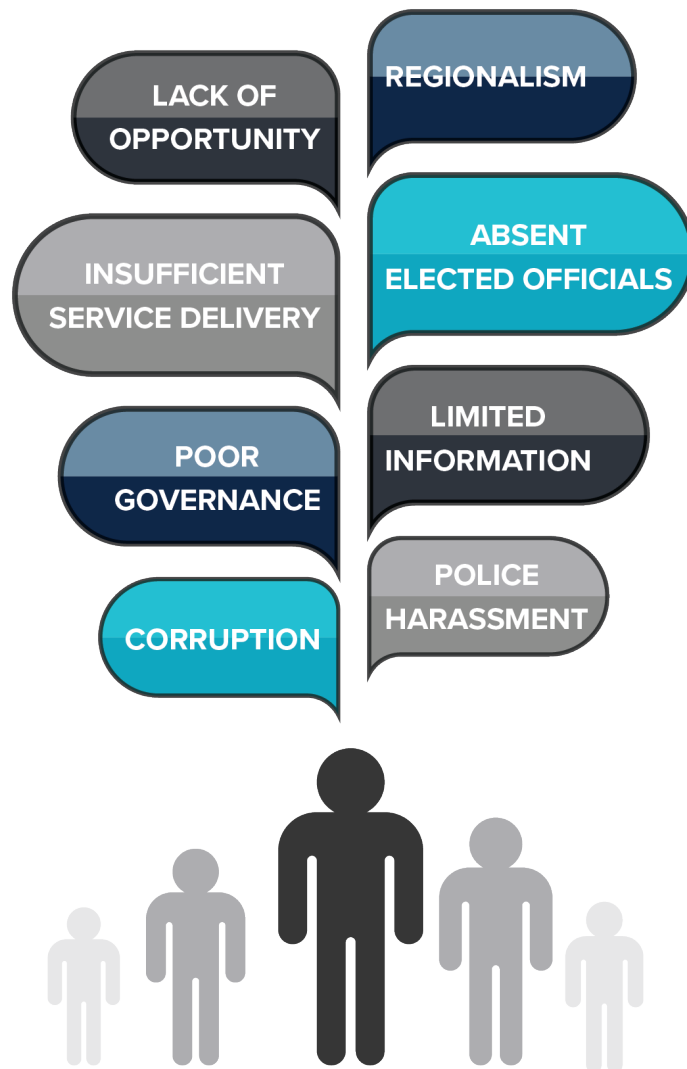 REGIONALISM
LACK OF
OPPORTUNITY
ABSENT
ELECTED OFFICIALS
INSUFFICIENT
SERVICE DELIVERY
LIMITED
INFORMATION
POOR
GOVERNANCE
POLICE
HARASSMENT
CORRUPTION